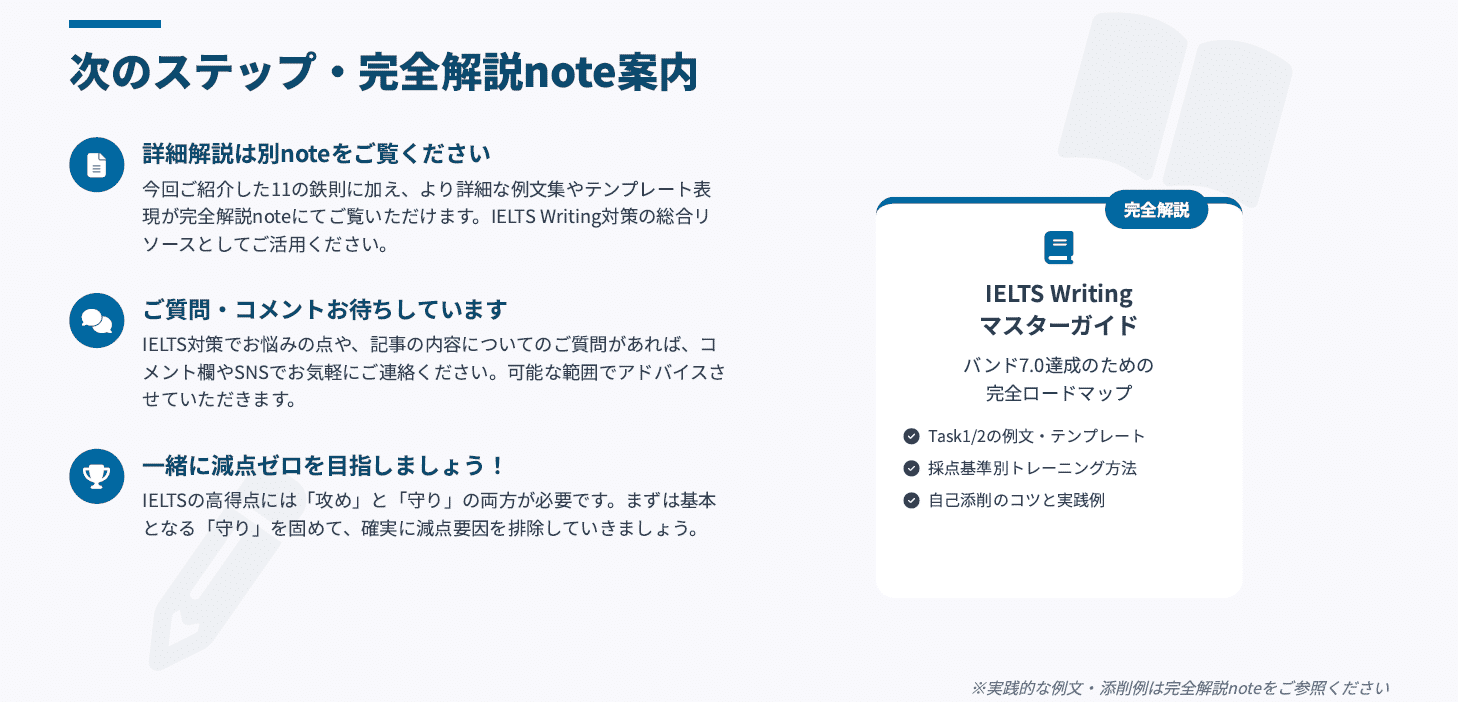 次のステップ・完全解説note案内
詳細解説は別noteをご覧ください
今回ご紹介した11の鉄則に加え、より詳細な例文集やテンプレート表
現が完全解説noteにてご覧いただけます。IELTS Writing対策の総合リ
ソースとしてご活用ください。
ご質問・コメントお待ちしています
IELTS対策でお悩みの点や、記事の内容についてのご質問があれば、コ
メント欄やSNSでお気軽にご連絡ください。可能な範囲でアドバイスさ
せていただきます。
一緒に減点ゼロを目指しましょう！
IELTSの高得点には「攻め」と「守り」の両方が必要です。まずは基本
となる「守り」を固めて、確実に減点要因を排除していきましょう。
完全解説
IELTS Writing
マスターガイド
バンド7.0達成のための
完全ロードマップ
Task1/2の例文・テンプレート
採点基準別トレーニング方法
自己添削のコツと実践例
※実践的な例文・添削例は完全解説noteをご参照ください